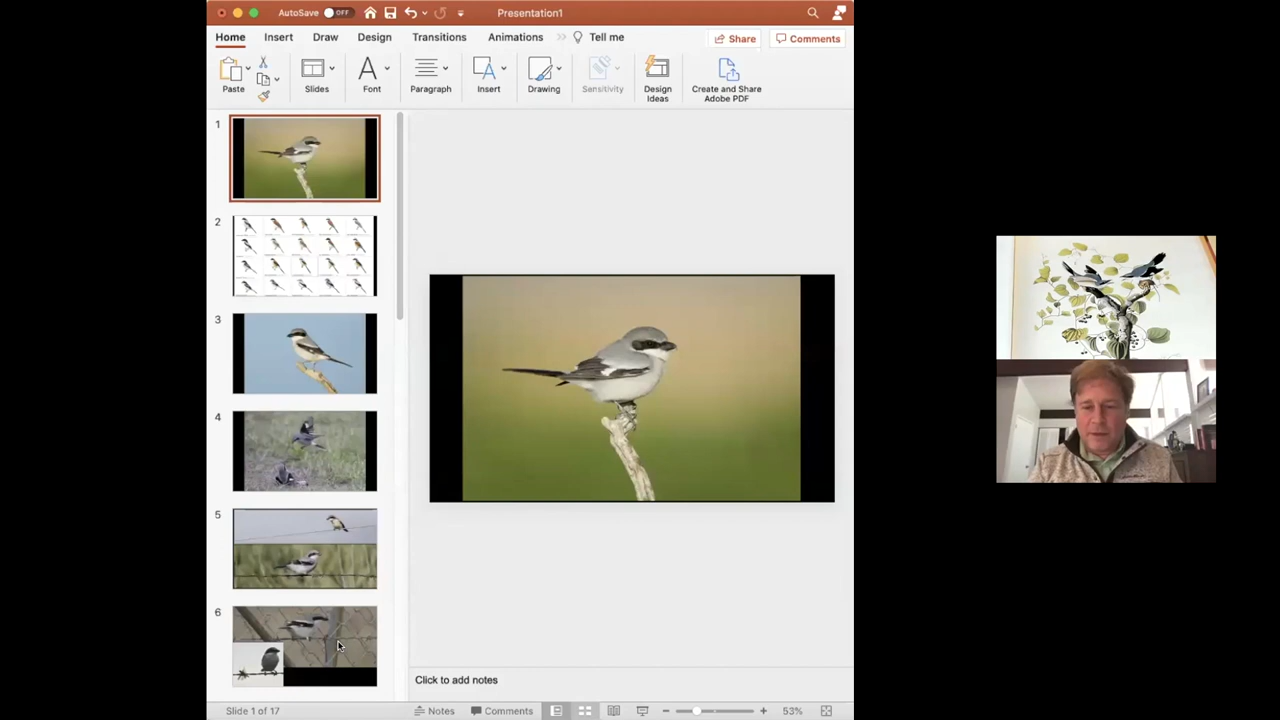 AutoSave OFF Presentation1
Home Insert Draw Design Transitions Animations Tell me Share Comments
Paste Slides Font Paragraph Insert Drawing Sensitivity Design Ideas Create and Share Adobe PDF
1
2
3
4
5
6
Click to add notes
Slide 1 of 17 Notes Comments 53%